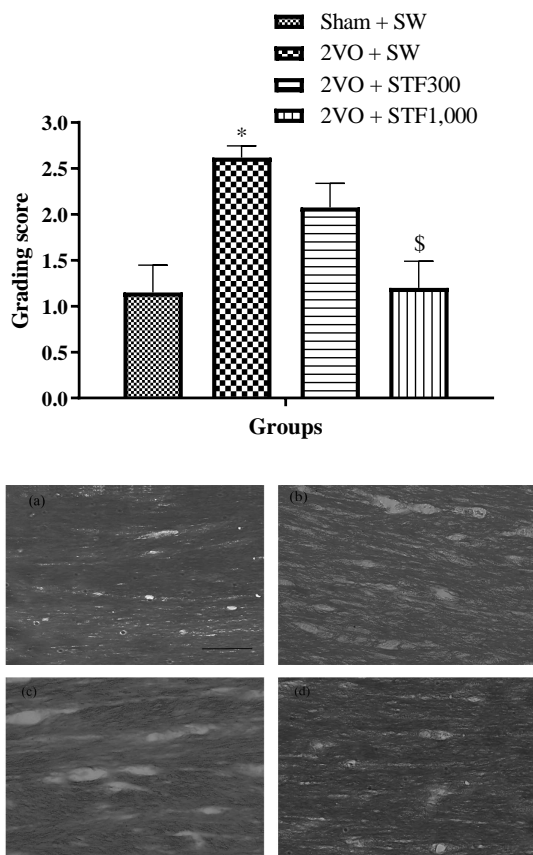 Sham + SW
2VO + SW
2VO + STF300
2VO + STF1,000
3.0
2.5
2.0
1.5
1.0
0.5
0.0
Grading score
*
$
Groups
(a)
(b)
(c)
(d)